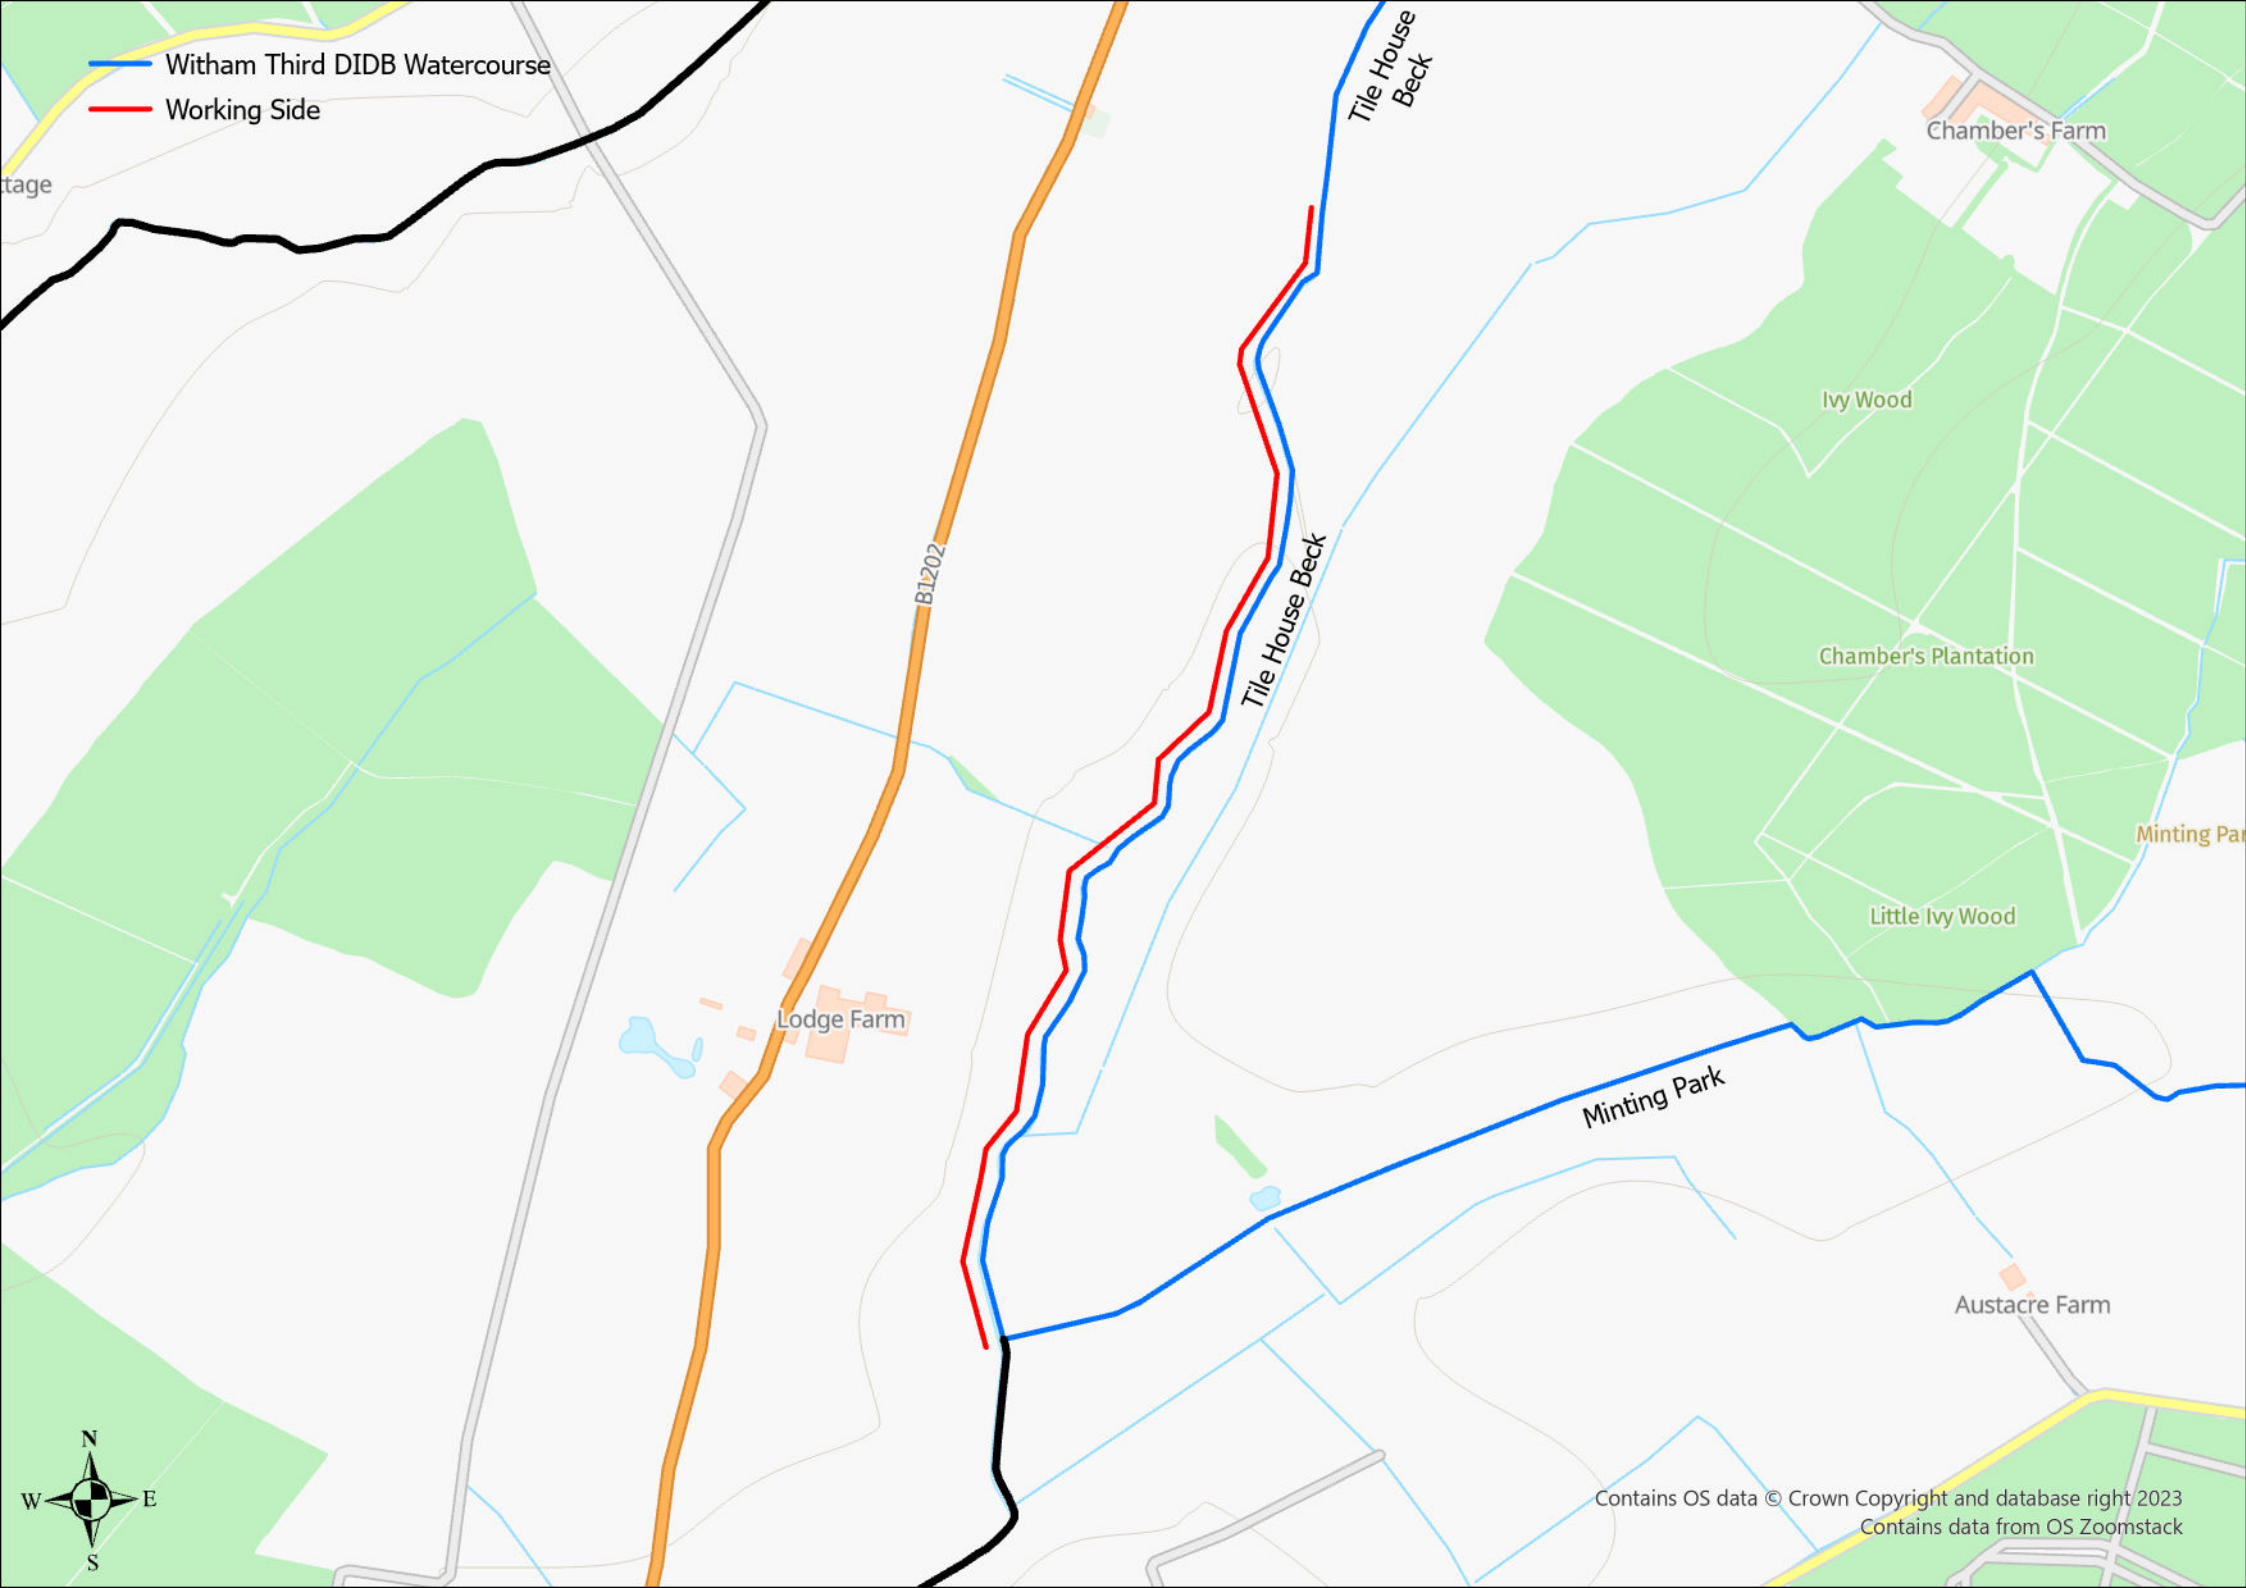 Tile House
Beck
Witham Third DIDB Watercourse
Working Side
Chamber's Farm
ttage
Ivy Wood
B1202
Tile House Beck
Chamber's Plantation
Minting Par
Little Ivy Wood
Lodge Farm
Minting Park
Austacre Farm
N
W E
S
Contains OS data © Crown Copyright and database right 2023
Contains data from OS Zoomstack